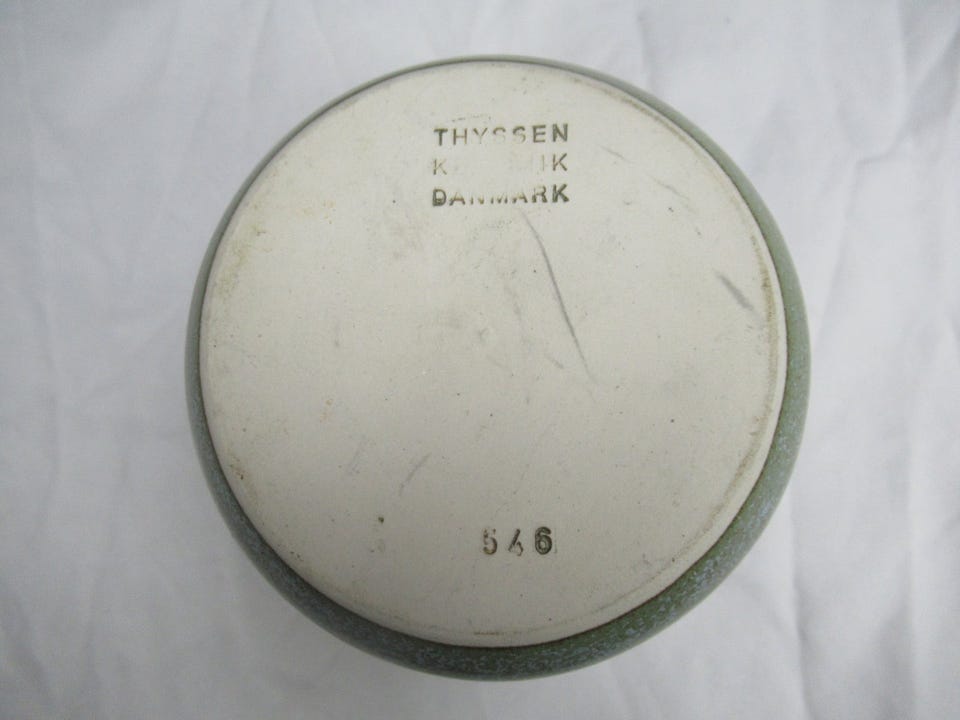 THYSSEN
DANMARK
546